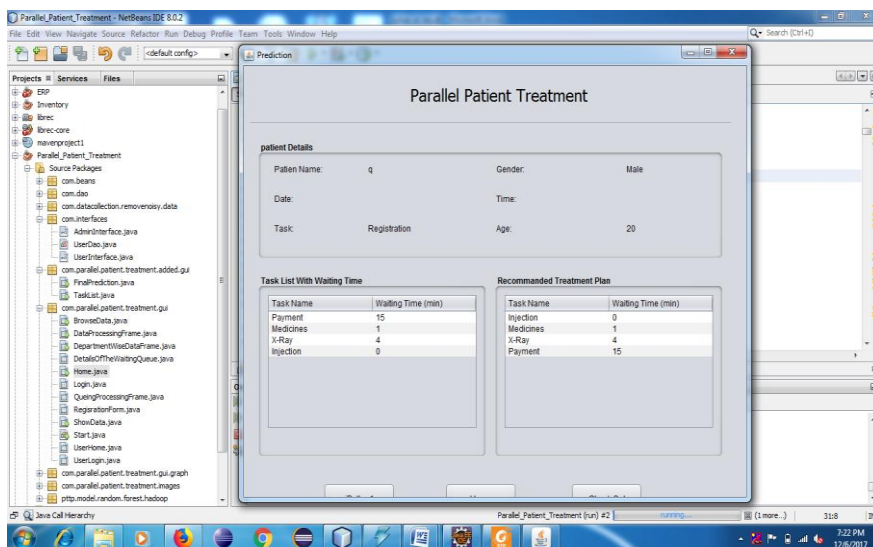 Parallel_Patient_Treatment - NetBeans IDE 8.0.2
File Edit View Navigate Source Refactor Run Debug Profile Team Tools Window Help
Search (Ctrl+I)
<default config>
Prediction
Projects Services Files
ERP
Inventory
librec
librec-core
mavenproject1
Parallel_Patient_Treatment
Source Packages
com.beans
com.dao
com.datacollection.removenoisy.data
com.interfaces
AdminInterface.java
UserDao.java
UserInterface.java
com.parallel.patient.treatment.added.gui
FinalPrediction.java
TaskList.java
com.parallel.patient.treatment.gui
BrowseData.java
DataProcessingFrame.java
DepartmentWiseDataFrame.java
DetailsOfTheWaitingQueue.java
Home.java
Login.java
QueingProcessingFrame.java
RegisrationForm.java
ShowData.java
Start.java
UserHome.java
UserLogin.java
com.parallel.patient.treatment.gui.graph
com.parallel.patient.treatment.images
pttp.model.random.forest.hadoop
Java Call Hierarchy
Parallel Patient Treatment
patient Details
Patien Name: q Gender: Male
Date: Time:
Task: Registration Age: 20
Task List With Waiting Time
Task Name Waiting Time (min)
Payment 15
Medicines 1
X-Ray 4
Injection 0
Recommanded Treatment Plan
Task Name Waiting Time (min)
Injection 0
Medicines 1
X-Ray 4
Payment 15
Parallel_Patient_Treatment (run) #2 running... (1 more...) 31:8
7:22 PM
12/6/2017